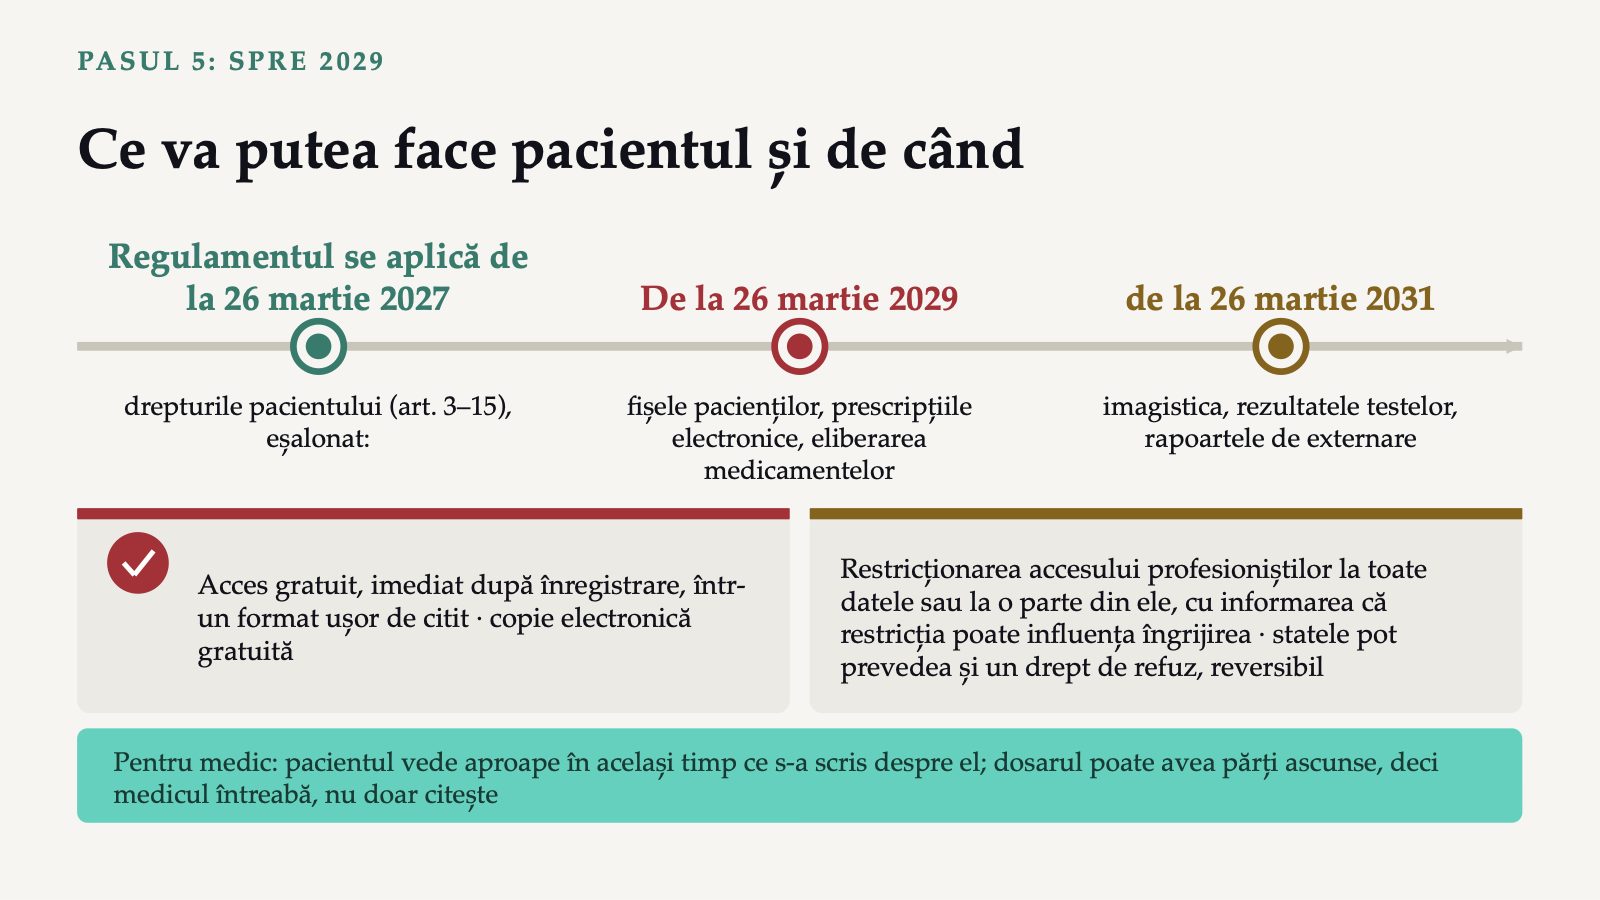 PASUL 5: SPRE 2029
Ce va putea face pacientul și de când
Regulamentul se aplică de
la 26 martie 2027
De la 26 martie 2029
de la 26 martie 2031
drepturile pacientului (art. 3–15),
eșalonat:
fișele pacienților, prescripțiile
electronice, eliberarea
medicamentelor
imagistica, rezultatele testelor,
rapoartele de externare
Acces gratuit, imediat după înregistrare, într-
un format ușor de citit · copie electronică
gratuită
Restricționarea accesului profesioniștilor la toate
datele sau la o parte din ele, cu informarea că
restricția poate influența îngrijirea · statele pot
prevedea și un drept de refuz, reversibil
Pentru medic: pacientul vede aproape în același timp ce s-a scris despre el; dosarul poate avea părți ascunse, deci
medicul întreabă, nu doar citește